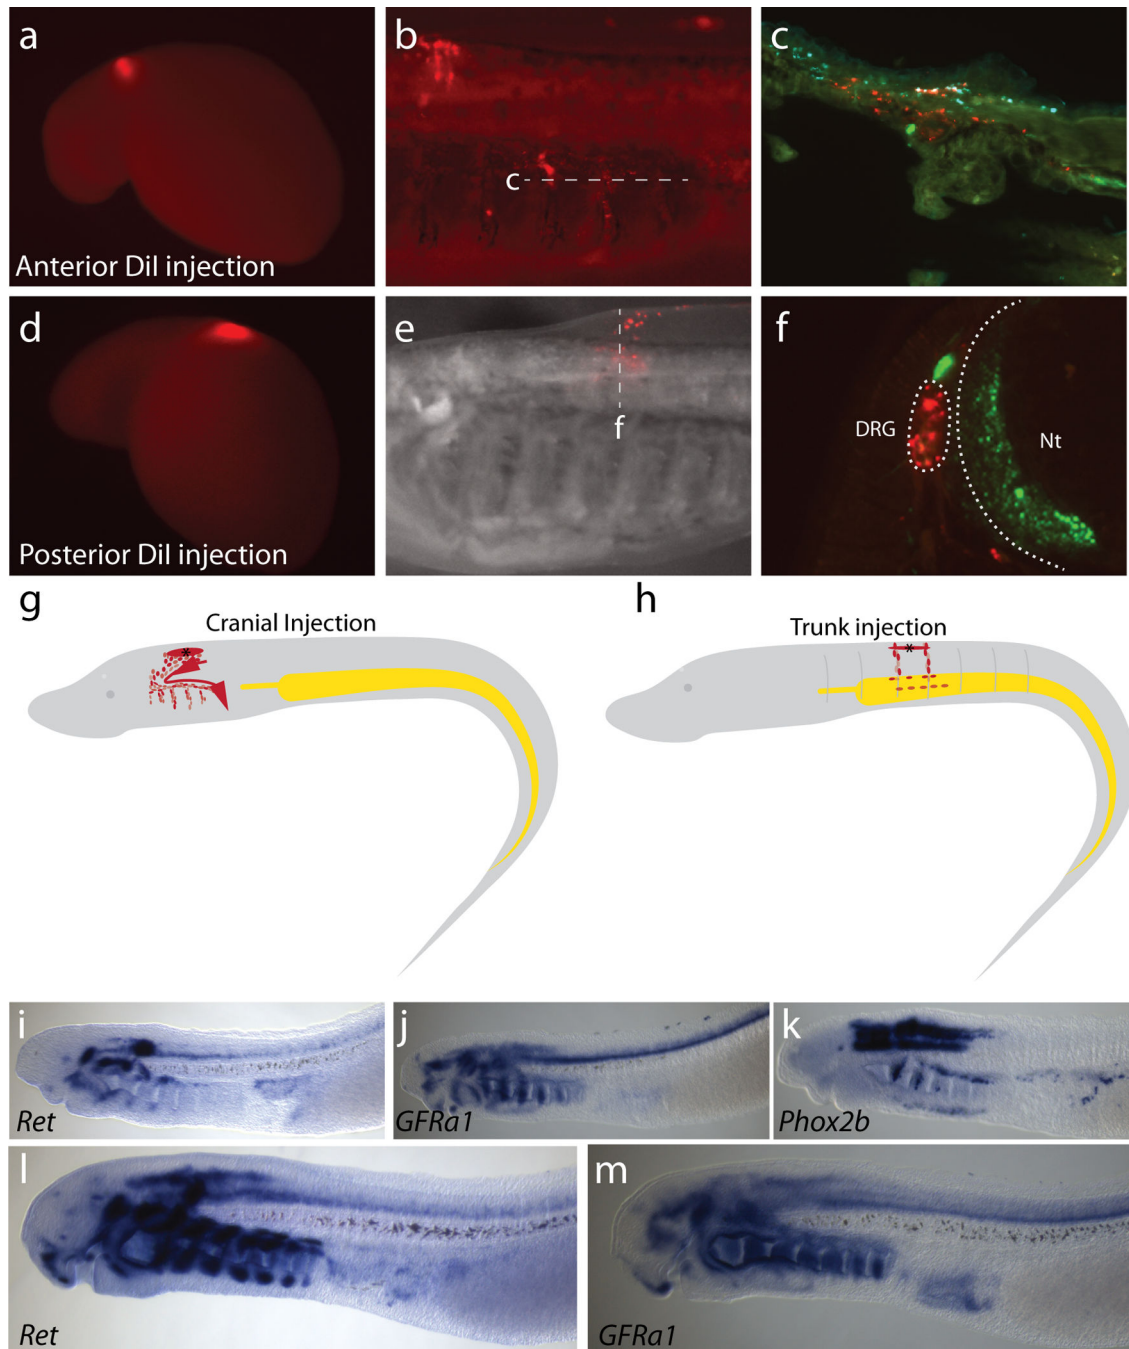 a
Anterior DiI injection
b
c
c
d
Posterior DiI injection
e
f
f
DRG
Nt
g
Cranial Injection
*
h
Trunk injection
*
i
Ret
j
GFRa1
k
Phox2b
l
Ret
m
GFRa1